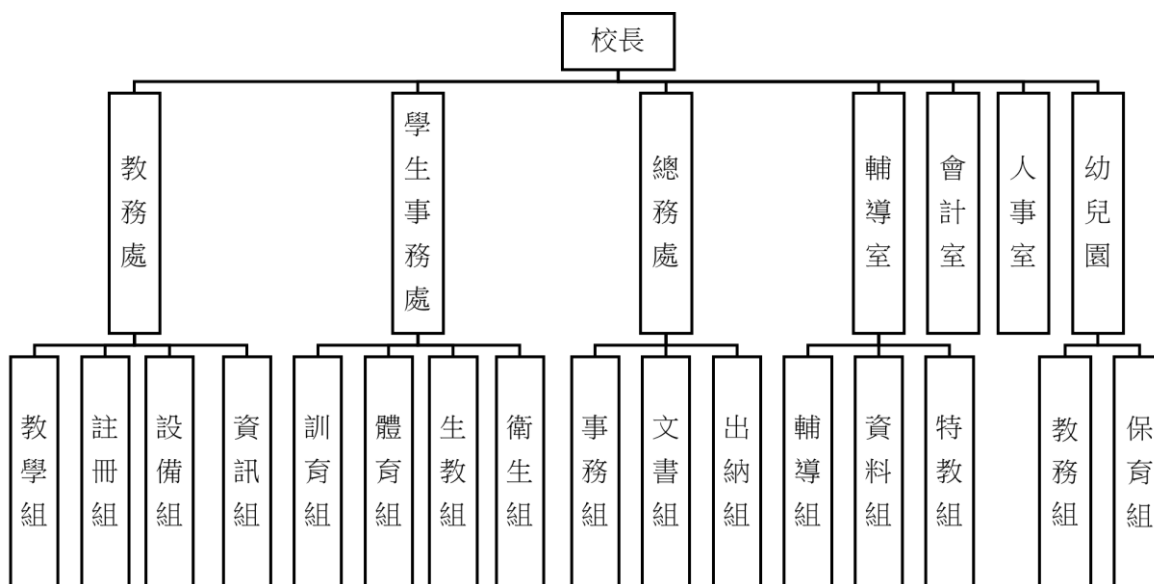 校長
教務處
學生事務處
總務處
輔導室
會計室
人事室
幼兒園
教學組
註冊組
設備組
資訊組
訓育組
體育組
生教組
衛生組
事務組
文書組
出納組
輔導組
資料組
特教組
教務組
保育組